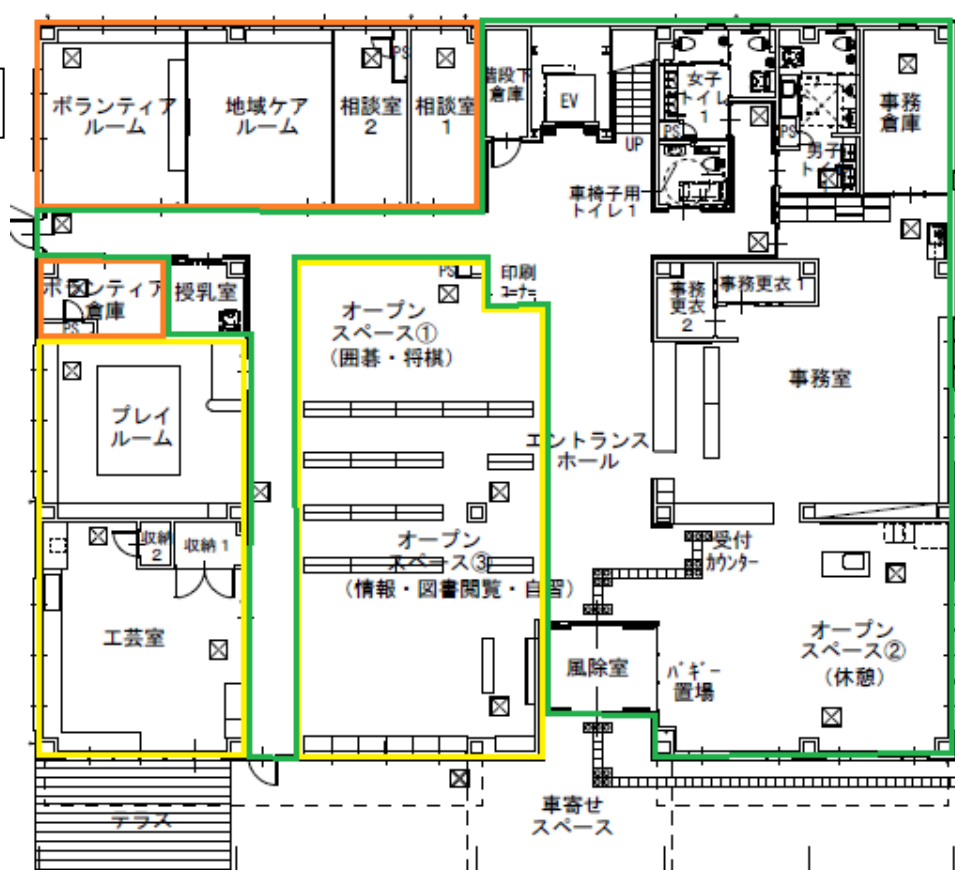 ボランティア
ルーム
地域ケア
ルーム
相談室
2
PS
相談室
1
階段下
倉庫
EV
UP
女子
トイレ
1
PS
車椅子用
トイレ1
PS
男子
トイレ
事務
倉庫
ボランティア
倉庫
PS
授乳室
PS
印刷
コーナー
オープン
スペース①
(囲碁・将棋)
事務
更衣
2
事務更衣1
事務室
プレイ
ルーム
エントランス
ホール
収納
2
収納1
オープン
スペース③
(情報・図書閲覧・自習)
受付
カウンター
工芸室
風除室
バギー
置場
オープン
スペース②
(休憩)
テラス
車寄せ
スペース